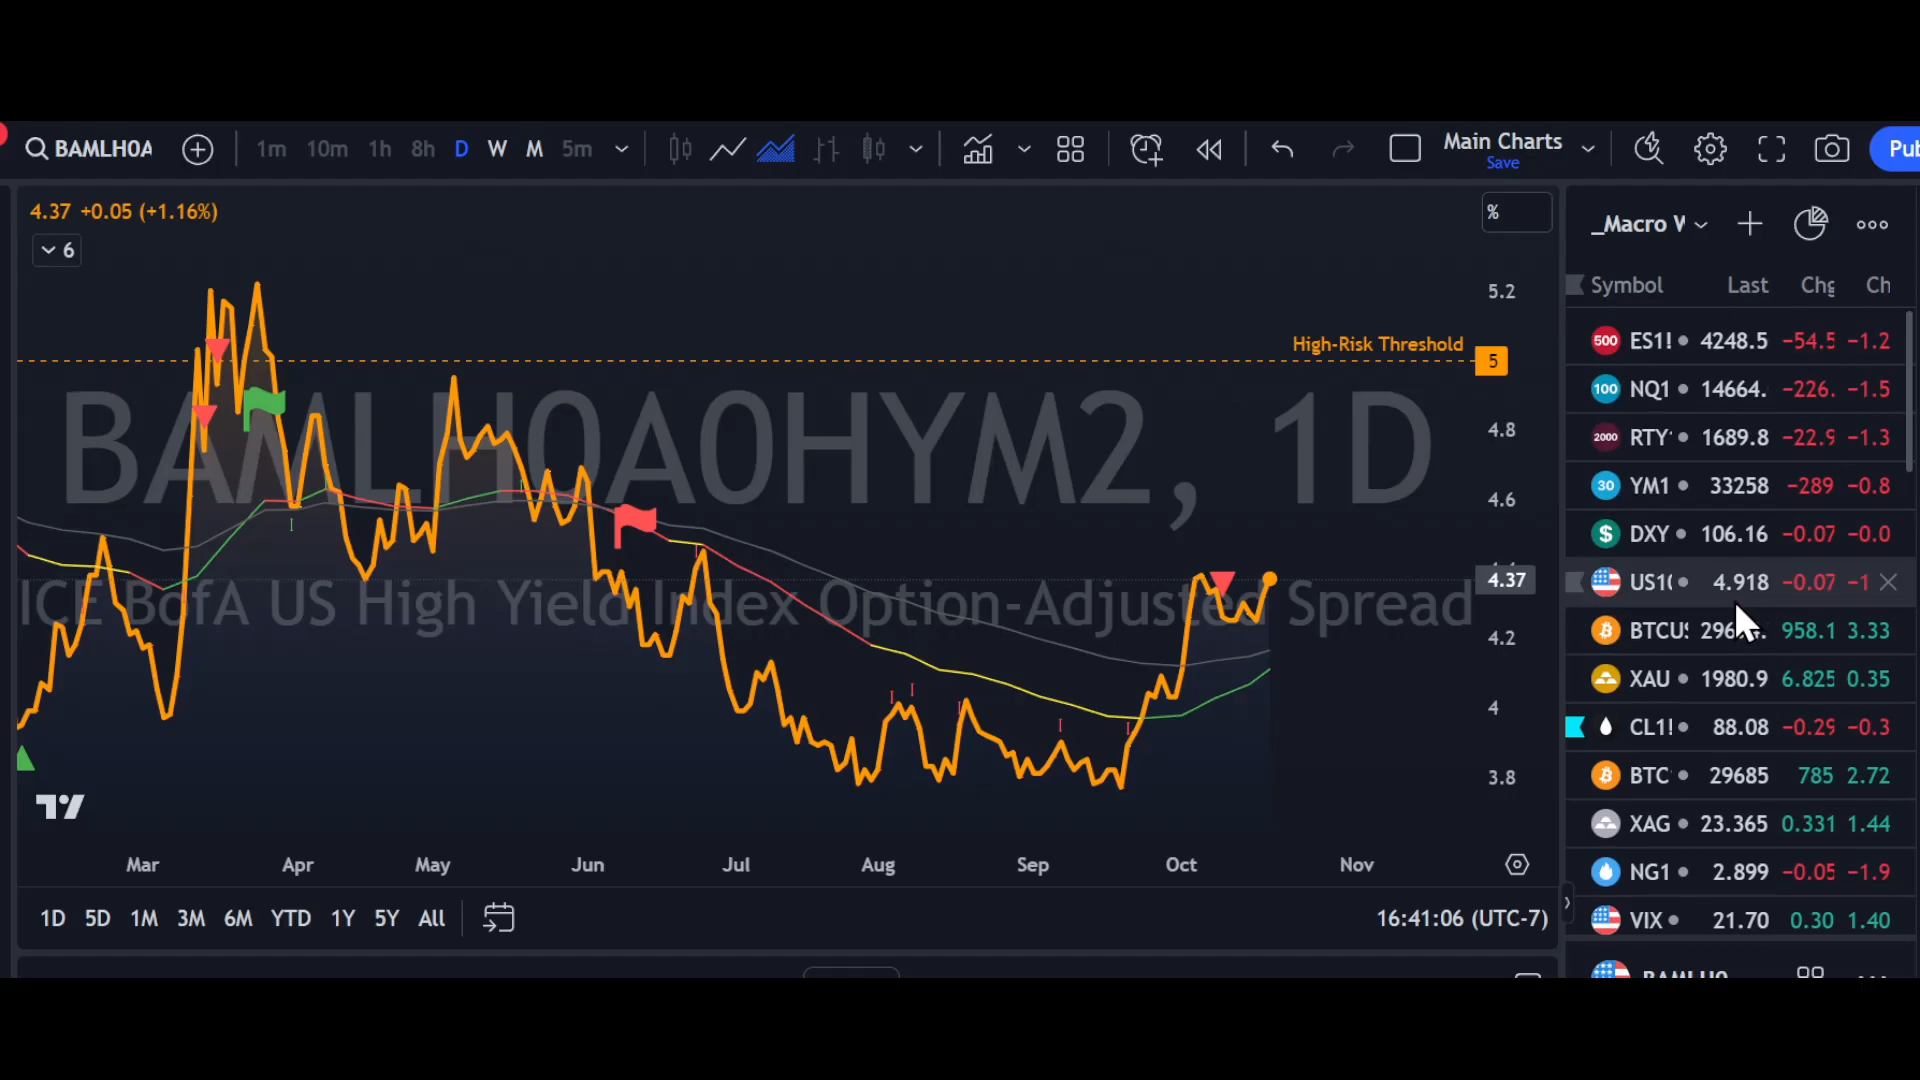 BAMLH0A
1m 10m 1h 8h D W M 5m
Main Charts
Save
Pub
4.37 +0.05 (+1.16%)
6
%
5.2
High-Risk Threshold
5
4.8
4.6
4.37
4.2
4
3.8
BAMLH0A0HYM2, 1D
ICE BofA US High Yield Index Option-Adjusted Spread
Mar Apr May Jun Jul Aug Sep Oct Nov
1D 5D 1M 3M 6M YTD 1Y 5Y All
16:41:06 (UTC-7)
_Macro W
Symbol Last Chg Ch
500 ES1! 4248.5 −54.5 −1.2
100 NQ1 14664. −226. −1.5
2000 RTY 1689.8 −22.9 −1.3
30 YM1 33258 −289 −0.8
$ DXY 106.16 −0.07 −0.0
US1 4.918 −0.07 −1
BTCUS 958.1 3.33
XAU 1980.9 6.825 0.35
CL1! 88.08 −0.29 −0.3
BTC 29685 785 2.72
XAG 23.365 0.331 1.44
NG1 2.899 −0.05 −1.9
VIX 21.70 0.30 1.40
BAMLH0